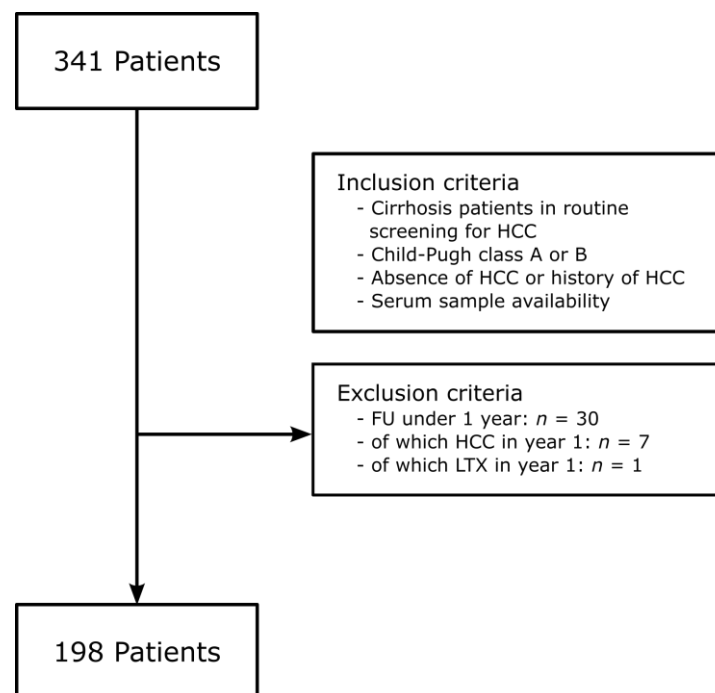 341 Patients
Inclusion criteria
- Cirrhosis patients in routine
screening for HCC
- Child-Pugh class A or B
- Absence of HCC or history of HCC
- Serum sample availability
Exclusion criteria
- FU under 1 year: n = 30
- of which HCC in year 1: n = 7
- of which LTX in year 1: n = 1
198 Patients